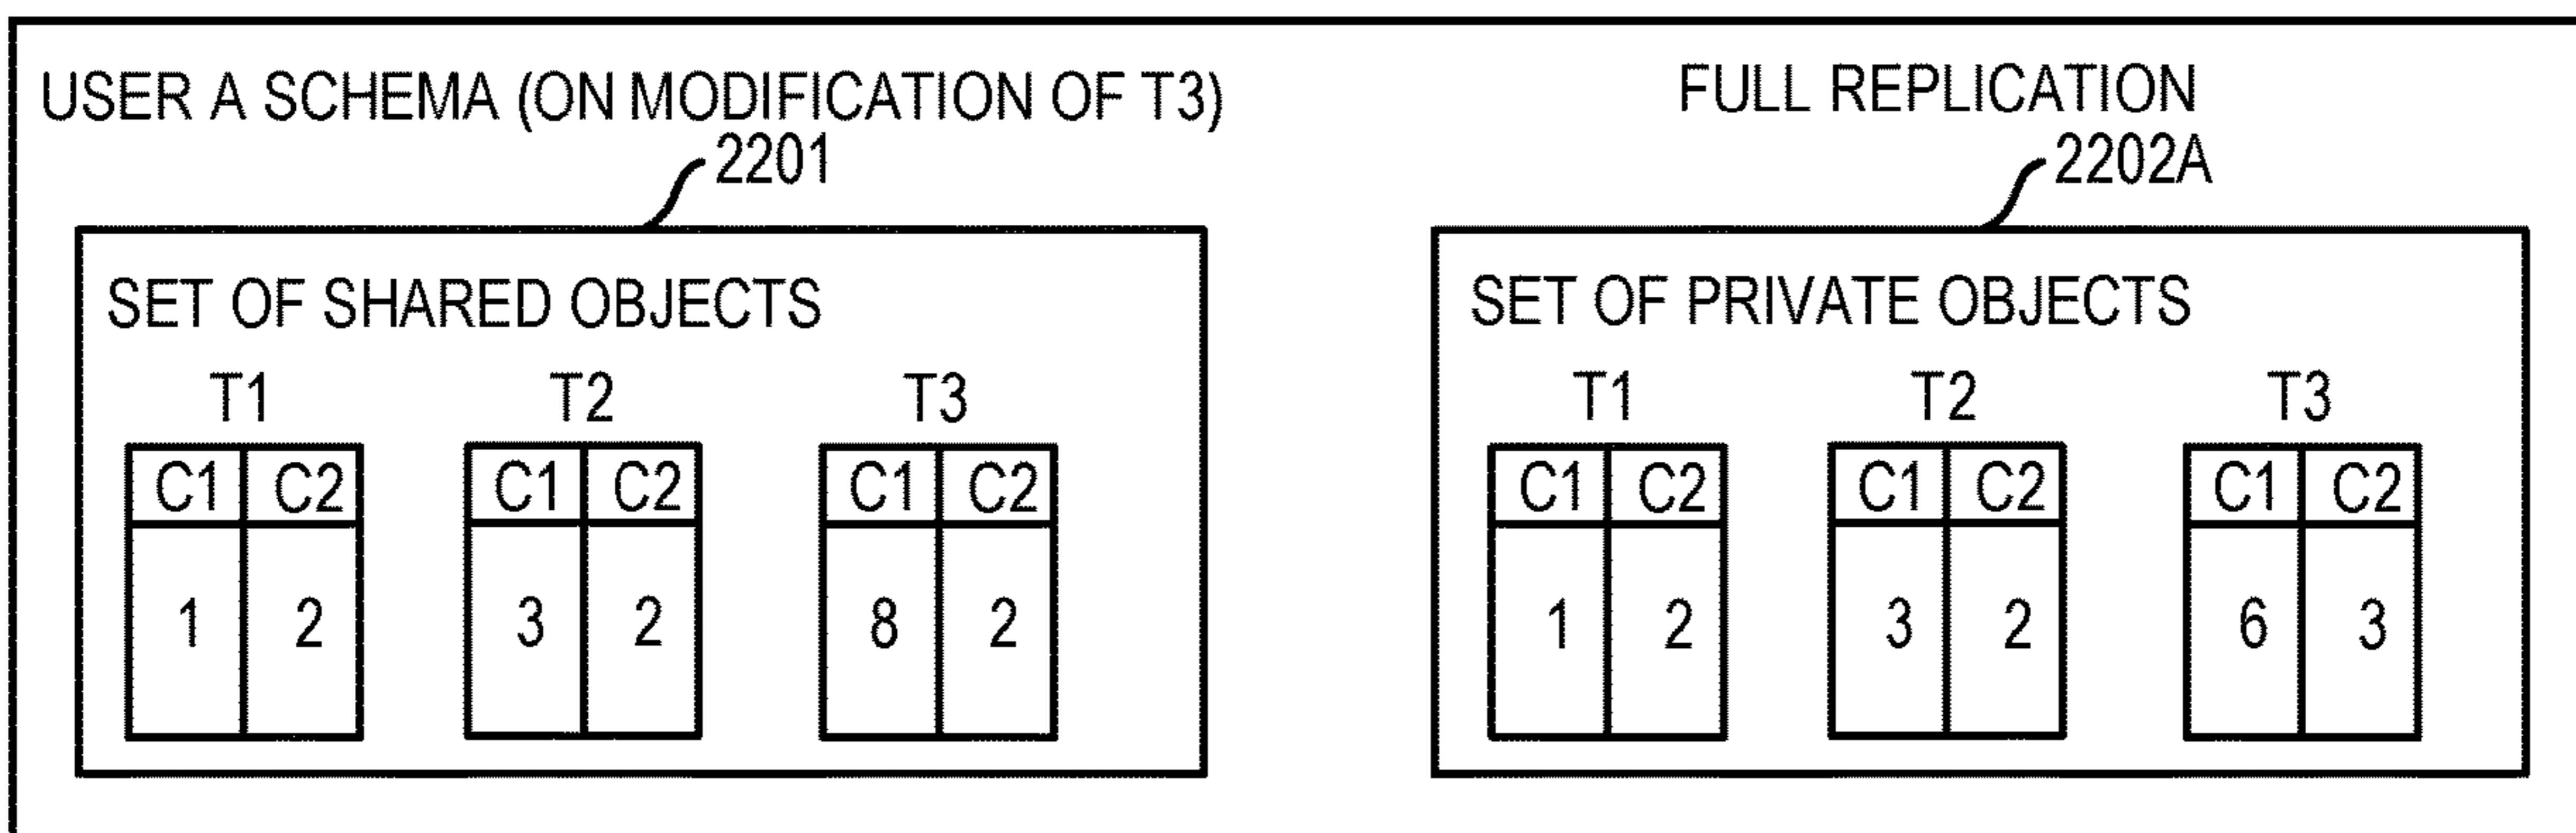 USER A SCHEMA (ON MODIFICATION OF T3)
2201
SET OF SHARED OBJECTS
T1 T2 T3
C1 C2 C1 C2 C1 C2
1 2 3 2 8 2
FULL REPLICATION
2202A
SET OF PRIVATE OBJECTS
T1 T2 T3
C1 C2 C1 C2 C1 C2
1 2 3 2 6 3